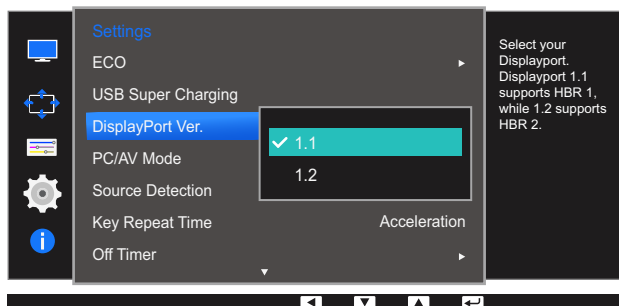 Settings
ECO
USB Super Charging
DisplayPort Ver.
1.1
1.2
PC/AV Mode
Source Detection
Key Repeat Time Acceleration
Off Timer
Select your
Displayport.
Displayport 1.1
supports HBR 1,
while 1.2 supports
HBR 2.